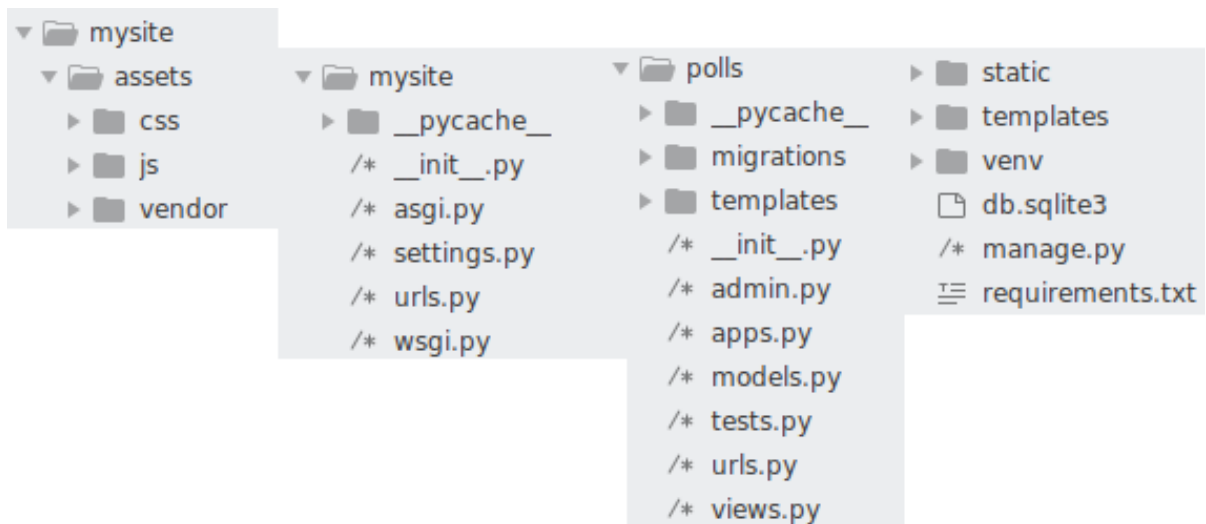 mysite
assets
css
js
vendor
mysite
__pycache__
/* __init__.py
/* asgi.py
/* settings.py
/* urls.py
/* wsgi.py
polls
__pycache__
migrations
templates
/* __init__.py
/* admin.py
/* apps.py
/* models.py
/* tests.py
/* urls.py
/* views.py
static
templates
venv
db.sqlite3
/* manage.py
requirements.txt